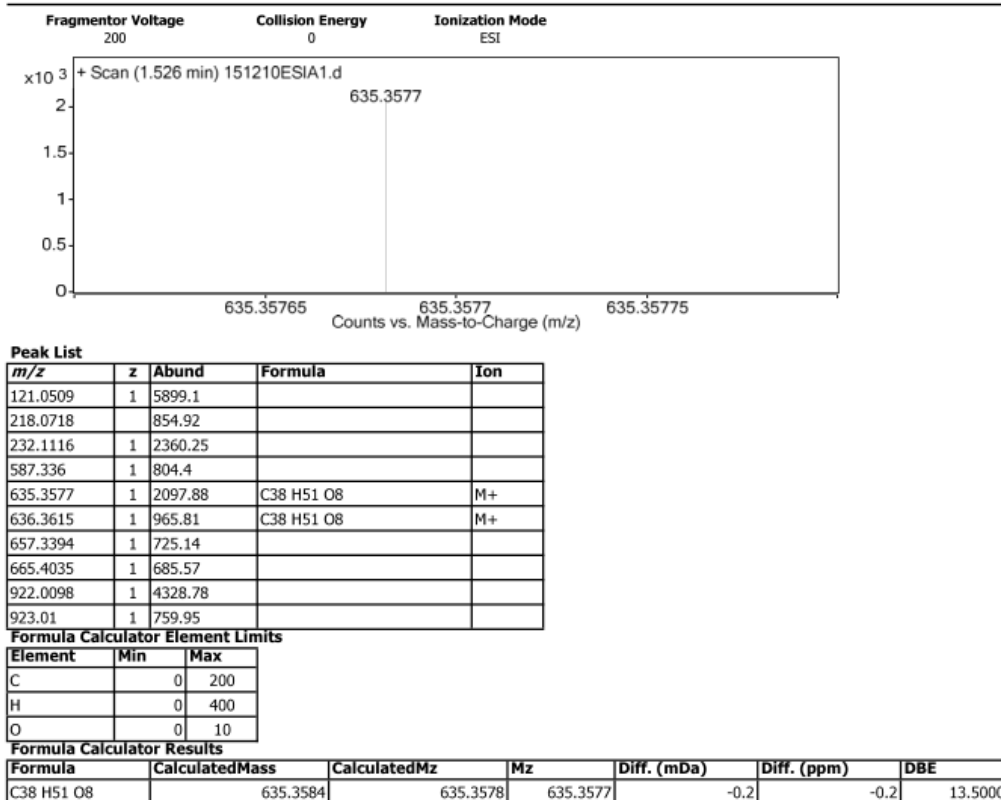 Fragmentor Voltage Collision Energy Ionization Mode
200 0 ESI
x10 3 + Scan (1.526 min) 151210ESIA1.d
635.3577
2
1.5
1
0.5
0
635.35765 635.3577 635.35775
Counts vs. Mass-to-Charge (m/z)
Peak List
m/z z Abund Formula Ion
121.0509 1 5899.1
218.0718 854.92
232.1116 1 2360.25
587.336 1 804.4
635.3577 1 2097.88 C38 H51 O8 M+
636.3615 1 965.81 C38 H51 O8 M+
657.3394 1 725.14
665.4035 1 685.57
922.0098 1 4328.78
923.01 1 759.95
Formula Calculator Element Limits
Element Min Max
C 0 200
H 0 400
O 0 10
Formula Calculator Results
Formula CalculatedMass CalculatedMz Mz Diff. (mDa) Diff. (ppm) DBE
C38 H51 O8 635.3584 635.3578 635.3577 -0.2 -0.2 13.5000